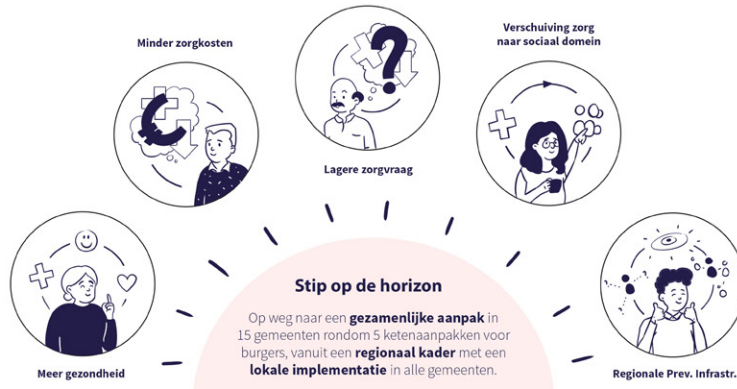 Minder zorgkosten
Verschuiving zorg
naar sociaal domein
€
?
Lagere zorgvraag
Meer gezondheid
Stip op de horizon
Op weg naar een gezamenlijke aanpak in
15 gemeenten rondom 5 ketenaanpakken voor
burgers, vanuit een regionaal kader met een
lokale implementatie in alle gemeenten.
Regionale Prev. Infrastr.